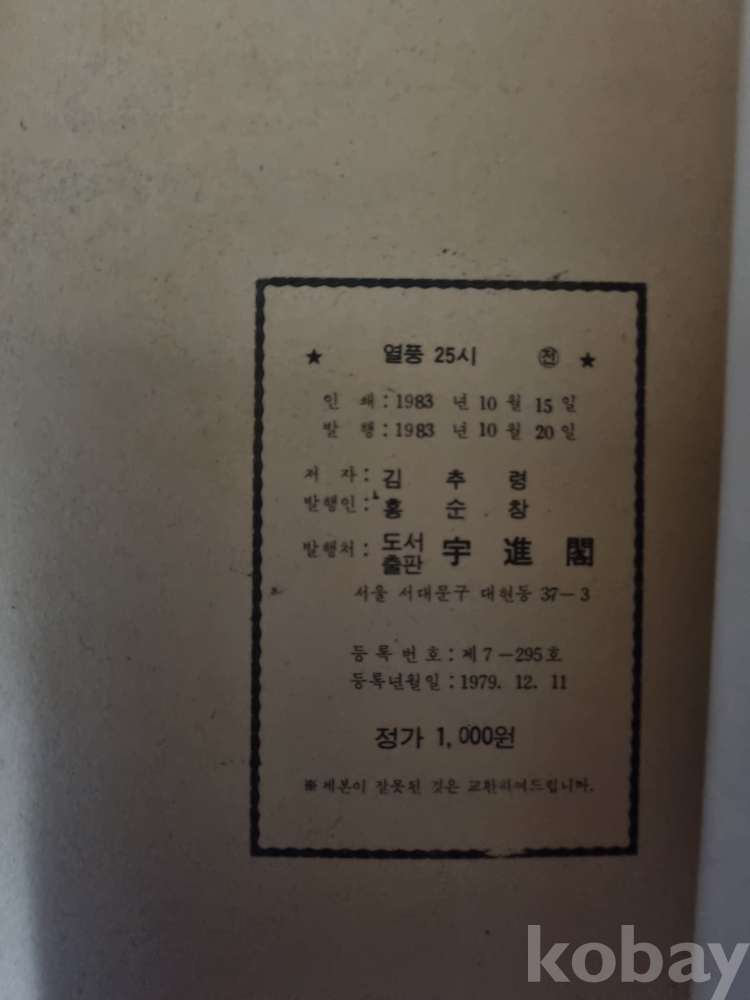 ★ 열풍 25시 ㊝ ★
인 쇄 : 1983 년 10 월 15 일
발 행 : 1983 년 10 월 20 일
저 자 : 김 추 령
발행인 : 홍 순 창
발행처 : 도서출판 宇 進 閣
서울 서대문구 대현동 37-3
등 록 번 호 : 제 7-295호
등록년월일 : 1979. 12. 11
정가 1,000원
※ 제본이 잘못된 것은 교환하여드립니다.
kobay